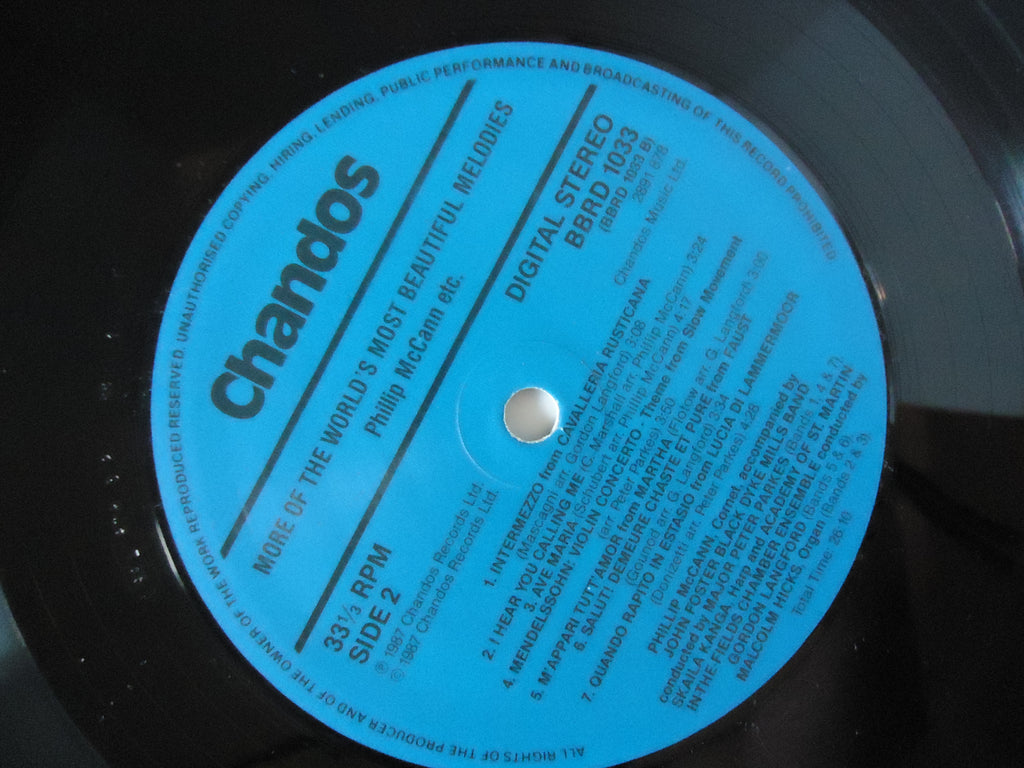 ALL RIGHTS OF THE PRODUCER AND OF THE OWNER OF THE WORK REPRODUCED RESERVED. UNAUTHORISED COPYING, HIRING, LENDING, PUBLIC PERFORMANCE AND BROADCASTING OF THIS RECORD PROHIBITED
Chandos
MORE OF THE WORLD'S MOST BEAUTIFUL MELODIES
Phillip McCann etc.
33 1/3 RPM
SIDE 2
℗ 1987 Chandos Records Ltd.
© 1987 Chandos Records Ltd.
DIGITAL STEREO
BBRD 1033
(BBRD 1033 B)
2891 678
Chandos Music Ltd.
1. INTERMEZZO from CAVALLERIA RUSTICANA
(Mascagni arr. Gordon Langford) 3:08
2. I HEAR YOU CALLING ME (C. Marshall arr. Phillip McCann) 3:24
3. AVE MARIA (Schubert arr. Phillip McCann) 4:17
4. MENDELSSOHN: VIOLIN CONCERTO - Theme from Slow Movement
(arr. Peter Parkes) 3:50
5. M'APPARI TUTT'AMOR from MARTHA (Flotow arr. G. Langford) 3:00
6. SALUT! DEMEURE CHASTE ET PURE from FAUST
(Gounod arr. G. Langford) 3:34
7. QUANDO RAPITO IN ESTASIO from LUCIA DI LAMMERMOOR
(Donizetti arr. Peter Parkes) 4:28
PHILLIP McCANN, Cornet, accompanied by
JOHN FOSTER BLACK DYKE MILLS BAND
conducted by MAJOR PETER PARKES (Bands 1, 4, & 7)
SKAILA KANGA, Harp and ACADEMY OF ST. MARTIN
IN-THE FIELDS CHAMBER ENSEMBLE conducted by
GORDON LANGFORD (Bands 5 & 6)
MALCOLM HICKS, Organ (Bands 2 & 3)
Total Time: 26:10